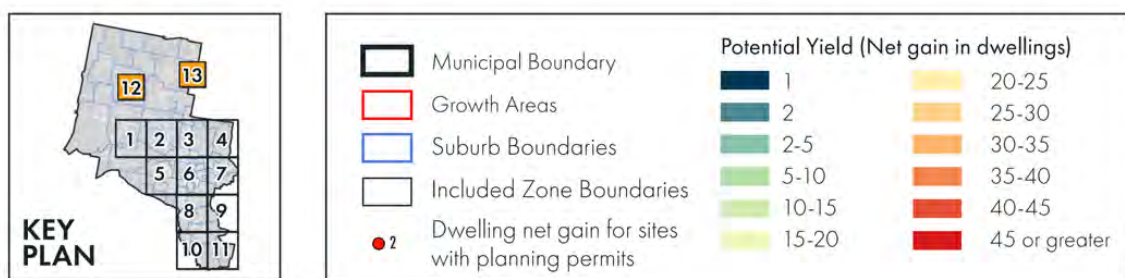 12
13
1 2 3 4
5 6 7
8 9
10 11
KEY
PLAN
Municipal Boundary
Growth Areas
Suburb Boundaries
Included Zone Boundaries
2
Dwelling net gain for sites
with planning permits
Potential Yield (Net gain in dwellings)
1
2
2-5
5-10
10-15
15-20
20-25
25-30
30-35
35-40
40-45
45 or greater